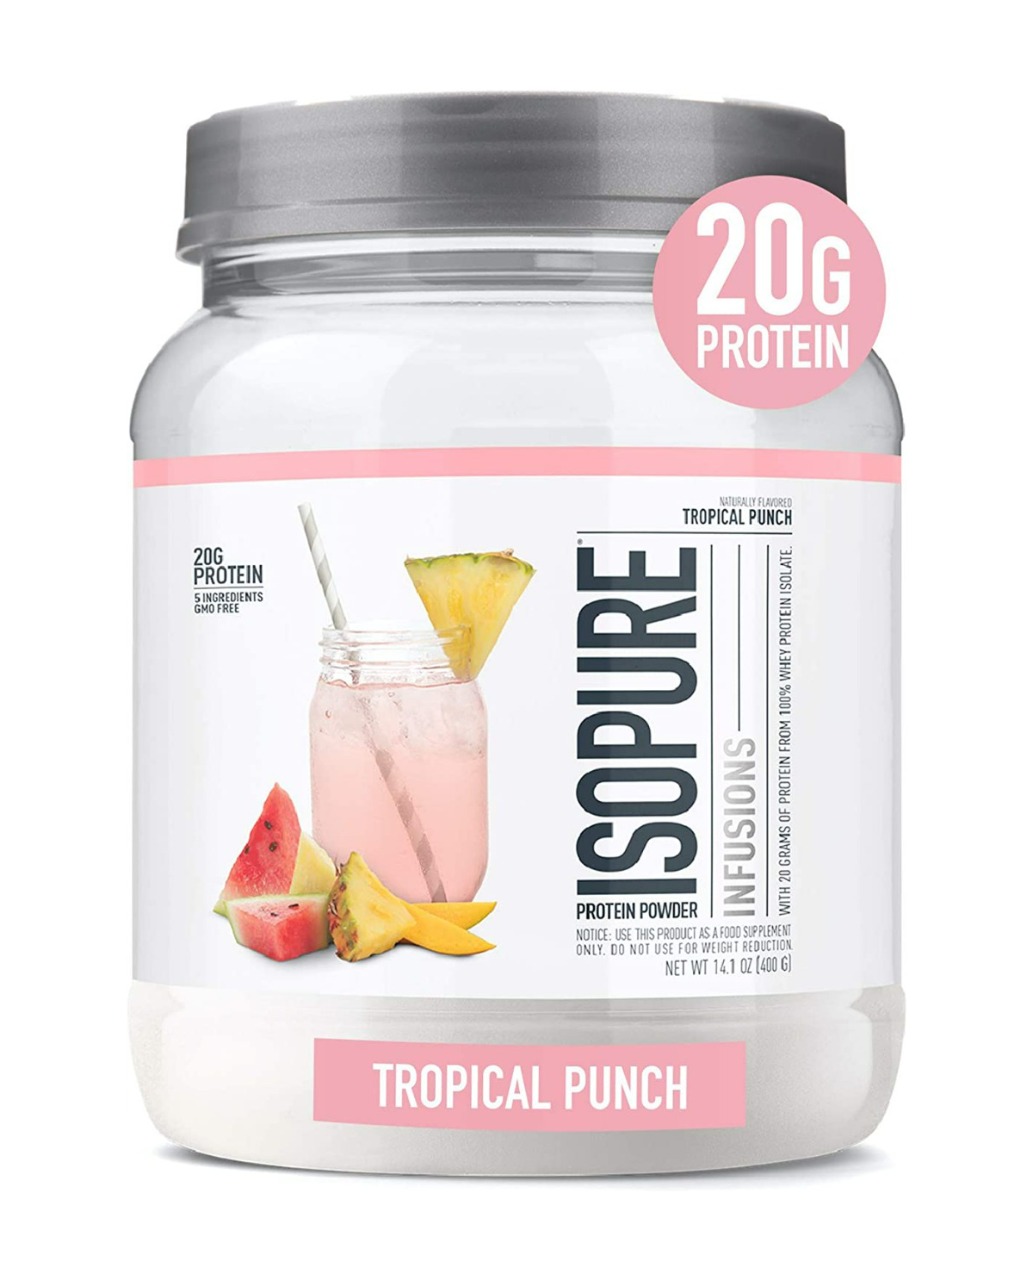 20G
PROTEIN
NATURALLY FLAVORED
TROPICAL PUNCH
20G
PROTEIN
5 INGREDIENTS
GMO FREE
ISOPURE®
PROTEIN POWDER
INFUSIONS
WITH 20 GRAMS OF PROTEIN FROM 100% WHEY PROTEIN ISOLATE.
NOTICE: USE THIS PRODUCT AS A FOOD SUPPLEMENT
ONLY. DO NOT USE FOR WEIGHT REDUCTION.
NET WT 14.1 OZ (400 G)
TROPICAL PUNCH